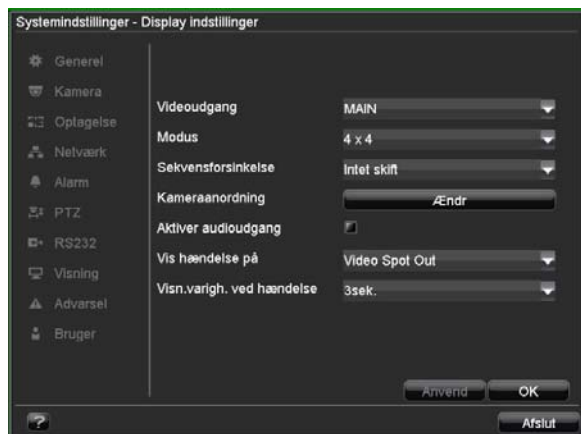 Systemindstillinger - Display indstillinger
Generel
Kamera
Optagelse
Netværk
Alarm
PTZ
RS232
Visning
Advarsel
Bruger
Videoudgang MAIN
Modus 4 x 4
Sekvensforsinkelse Intet skift
Kameraanordning Ændr
Aktiver audioudgang
Vis hændelse på Video Spot Out
Visn.varigh. ved hændelse 3sek.
Anvend OK
? Afslut